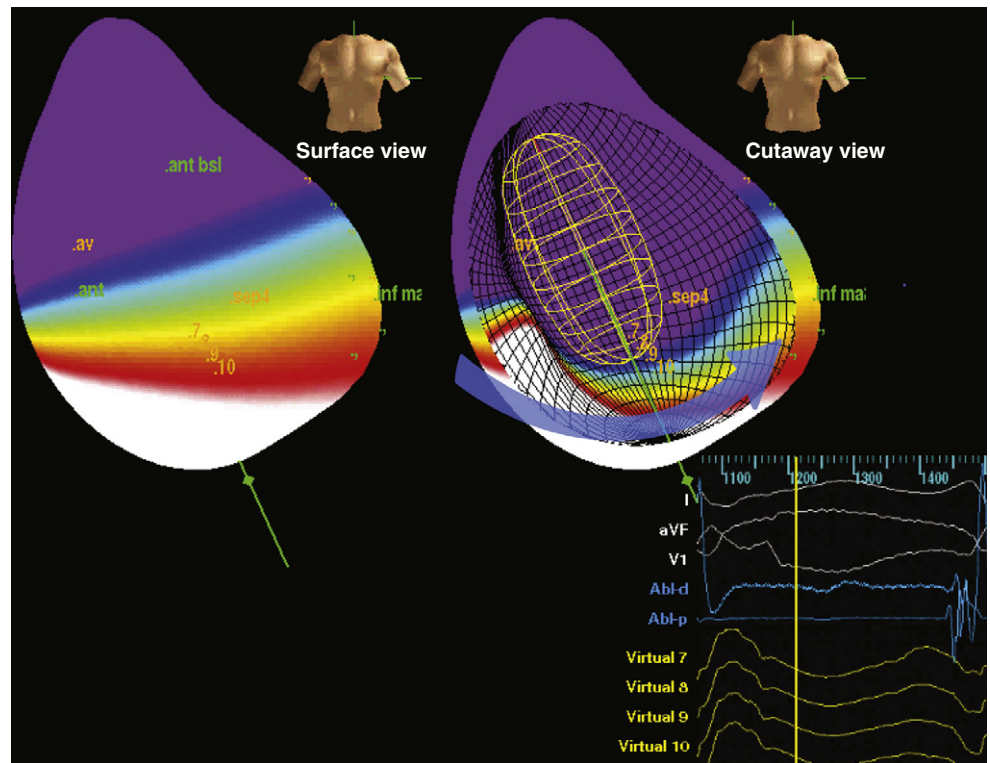 Surface view
.ant bsl
.av
.ant
.sep4
.inf ma
.7
.9
.10
Cutaway view
.av
.sep4
.inf ma
.7
.9
10
1100
1200
1300
1400
I
aVF
V1
Abl-d
Abl-p
Virtual 7
Virtual 8
Virtual 9
Virtual 10